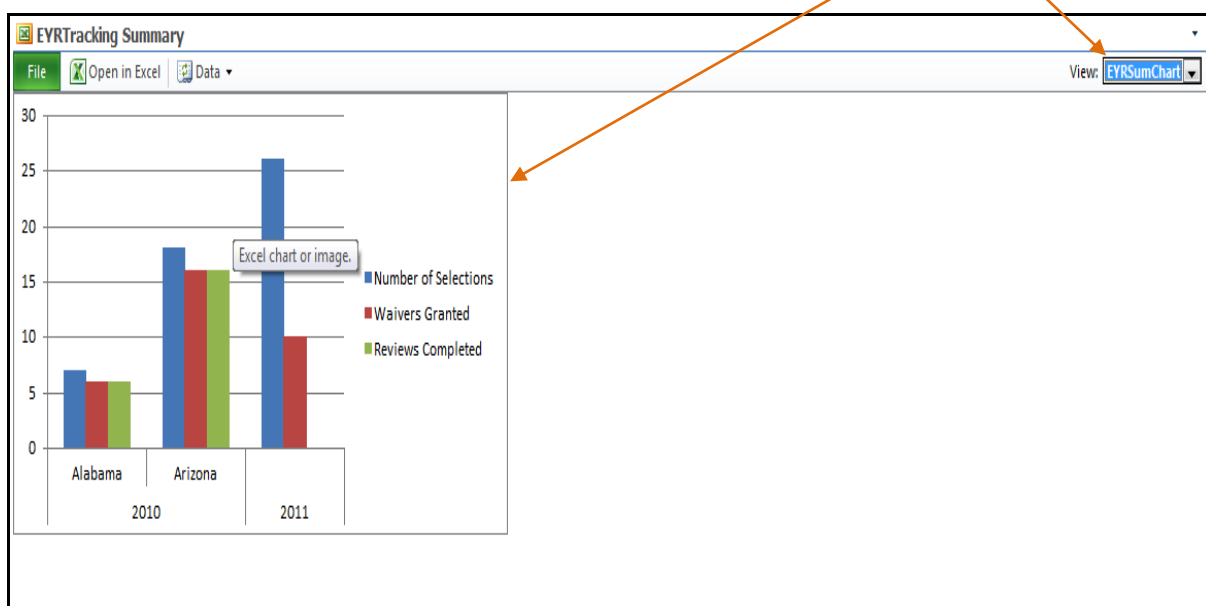 EYRTracking Summary
File Open in Excel Data View: EYRSumChart
30
25
20
15
10
5
0
Excel chart or image.
Number of Selections
Waivers Granted
Reviews Completed
Alabama Arizona
2010 2011